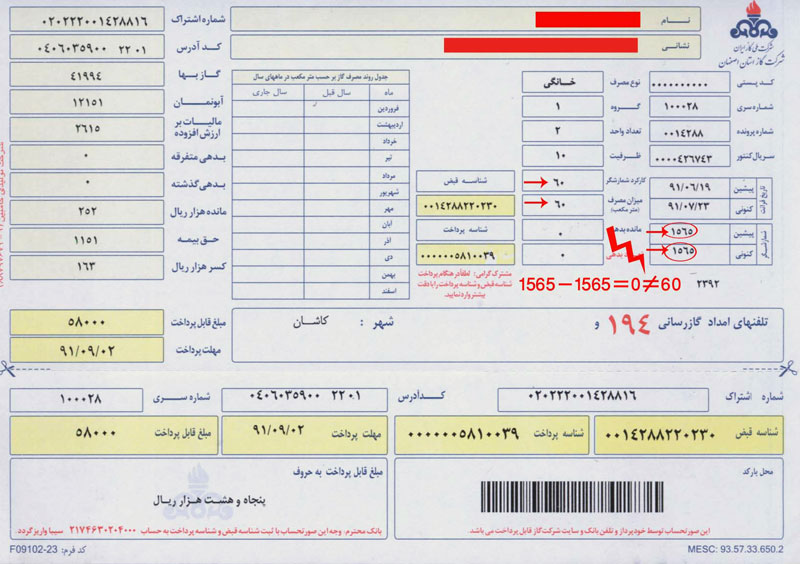 شرکت ملی گاز ایران
شرکت گاز استان اصفهان
نام
نشانی
شماره اشتراک ۰۲۰۲۲۲۰۰۱۴۲۸۸۱۶
کد آدرس ۰۴۰۶۰۳۵۹۰۰ ۲۲۰۱
گاز بها ۴۱۹۹۴
آبونمان ۱۲۱۵۱
مالیات بر ارزش افزوده ۲۶۱۵
بدهی متفرقه ۰
بدهی گذشته ۰
مانده هزار ریال ۲۵۲
حق بیمه ۱۱۵۱
کسر هزار ریال ۱۶۳
مبلغ قابل پرداخت ۵۸۰۰۰
مهلت پرداخت ۹۱/۰۹/۰۲
جدول روند مصرف گاز بر حسب متر مکعب در ماههای سال
ماه سال قبل سال جاری
فروردین
اردیبهشت
خرداد
تیر
مرداد
شهریور
مهر
آبان
آذر
دی
بهمن
اسفند
کد پستی ۰۰۰۰۰۰۰۰۰۰
شماره سری ۱۰۰۰۲۸
شماره پرونده ۰۰۱۴۲۸۸
سریال کنتور ۰۰۰۰۴۲۶۷۴۳
تاریخ قرائت
پیشین ۹۱/۰۶/۱۹
کنونی ۹۱/۰۷/۲۳
شمارشگر
پیشین ۱۵۶۵
کنونی ۱۵۶۵
۲۳۹۲
نوع مصرف خانگی
گروه ۱
تعداد واحد ۲
ظرفیت ۱۰
کارکرد شمارشگر ۶۰
میزان مصرف (متر مکعب) ۶۰
مانده بدهی ۰
بدهی ۰
1565−1565=0≠60
شناسه قبض
۰۰۱۴۲۸۸۲۲۰۲۳۰
شناسه پرداخت
۰۰۰۰۰۰۵۸۱۰۰۳۹
مشترک گرامی: لطفاً در هنگام پرداخت
شناسه قبض و شناسه پرداخت را با دقت
بیشتر وارد نمایید.
تلفنهای امداد گازرسانی ۱۹۴ و شهر : کاشان
شماره اشتراک ۰۲۰۲۲۲۰۰۱۴۲۸۸۱۶ کد آدرس ۰۴۰۶۰۳۵۹۰۰ ۲۲۰۱ شماره سری ۱۰۰۰۲۸
شناسه قبض ۰۰۱۴۲۸۸۲۲۰۲۳۰ شناسه پرداخت ۰۰۰۰۰۰۵۸۱۰۰۳۹ مهلت پرداخت ۹۱/۰۹/۰۲ مبلغ قابل پرداخت ۵۸۰۰۰
محل بارکد
این صورتحساب توسط خودپرداز و تلفن بانک و سایت شرکت گاز قابل پرداخت می باشد.
مبلغ قابل پرداخت به حروف
پنجاه و هشت هزار ریال
بانک محترم: وجه این صورتحساب با ثبت شناسه قبض و شناسه پرداخت به حساب ۲۱۷۴۶۳۰۲۰۴۰۰۰ سیبا واریز گردد.
MESC: 93.57.33.650.2
کد فرم: F09102-23